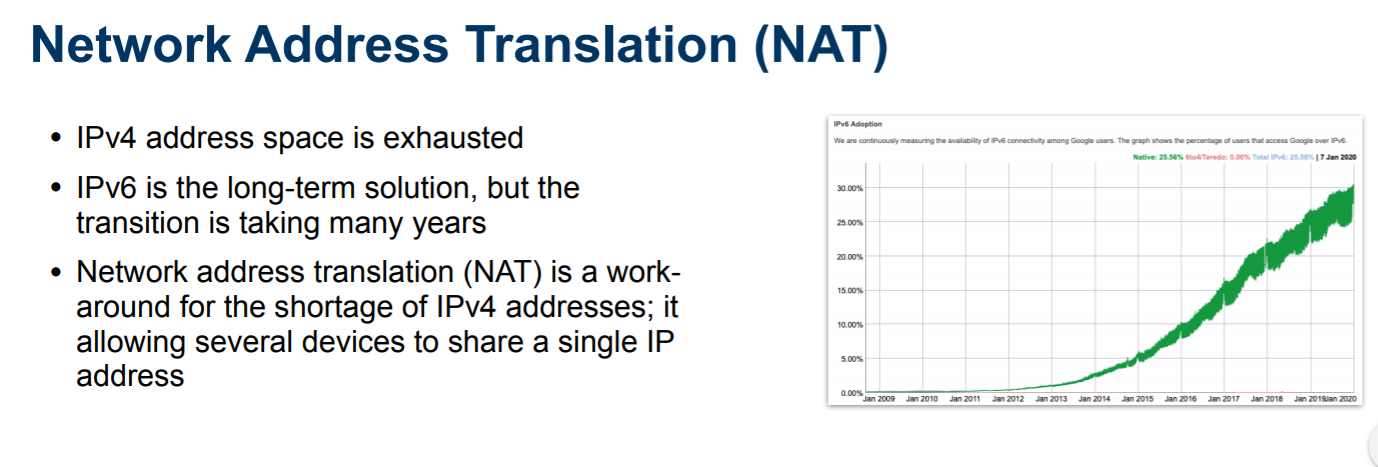 Network Address Translation (NAT)
• IPv4 address space is exhausted
• IPv6 is the long-term solution, but the
transition is taking many years
• Network address translation (NAT) is a work-
around for the shortage of IPv4 addresses; it
allowing several devices to share a single IP
address
IPv6 Adoption
We are continuously measuring the availability of IPv6 connectivity among Google users. The graph shows the percentage of users that access Google over IPv6.
Native: 25.56% 6to4/Teredo: 0.00% Total IPv6: 25.56% | 7 Jan 2020
30.00%
25.00%
20.00%
15.00%
10.00%
5.00%
0.00%
Jan 2009 Jan 2010 Jan 2011 Jan 2012 Jan 2013 Jan 2014 Jan 2015 Jan 2016 Jan 2017 Jan 2018 Jan 2019 Jan 2020